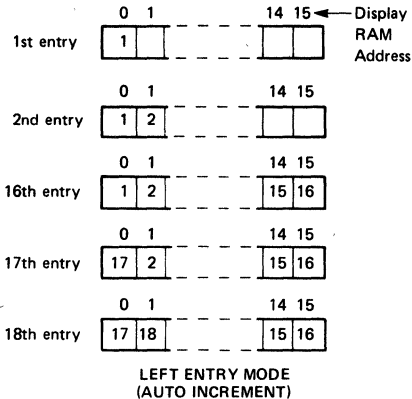 0 1 14 15 Display
RAM
Address
1st entry 1
0 1 14 15
2nd entry 1 2
0 1 14 15
16th entry 1 2 15 16
0 1 14 15
17th entry 17 2 15 16
0 1 14 15
18th entry 17 18 15 16
LEFT ENTRY MODE
(AUTO INCREMENT)